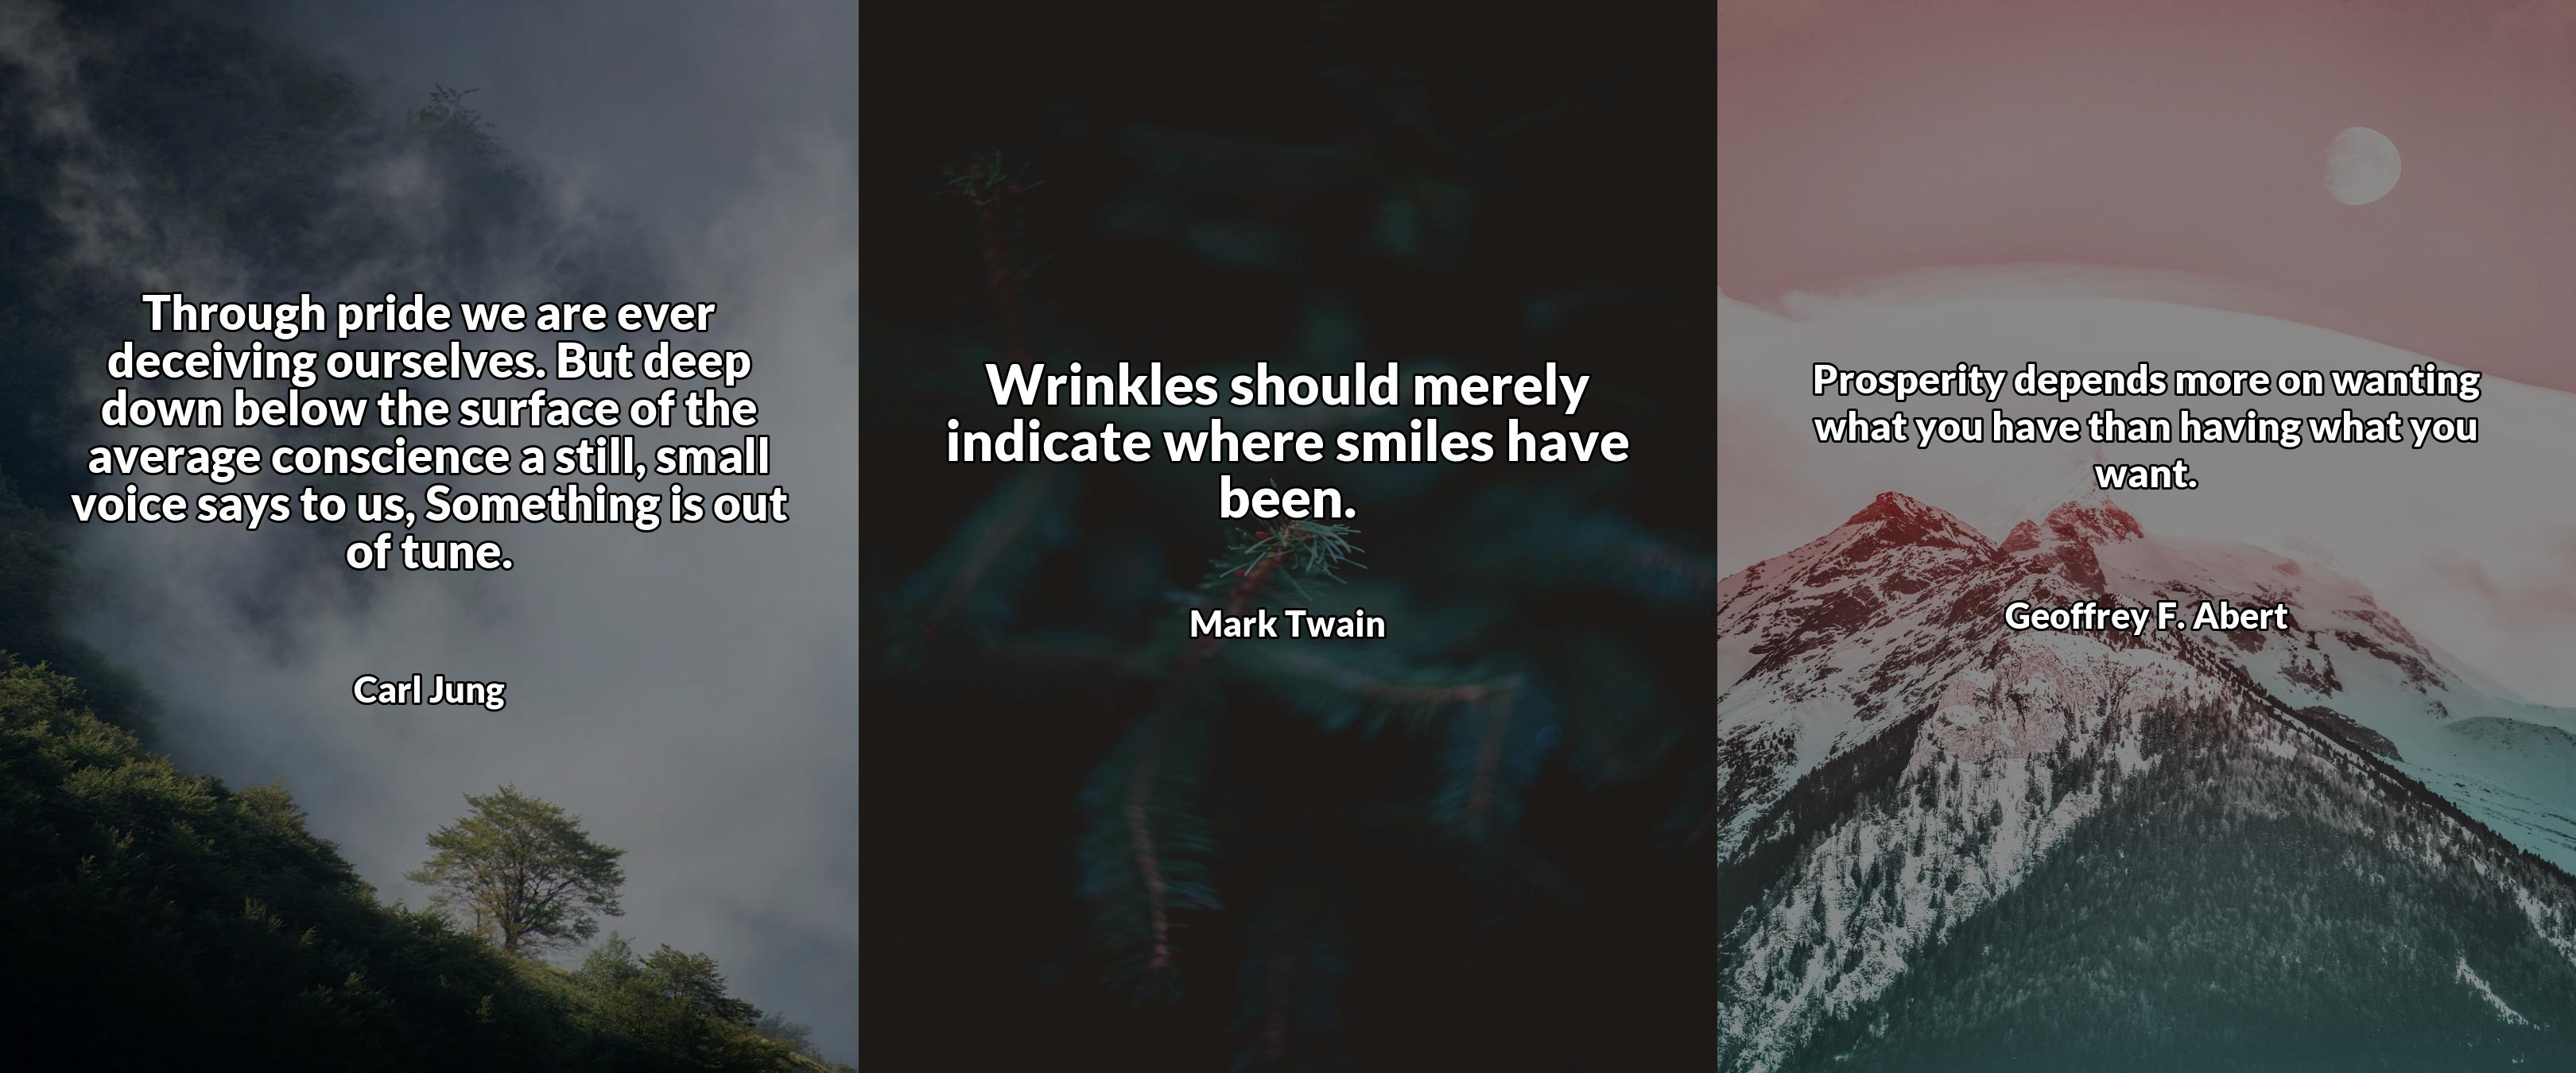 Through pride we are ever
deceiving ourselves. But deep
down below the surface of the
average conscience a still, small
voice says to us, Something is out
of tune.
Carl Jung
Wrinkles should merely
indicate where smiles have
been.
Mark Twain
Prosperity depends more on wanting
what you have than having what you
want.
Geoffrey F. Abert